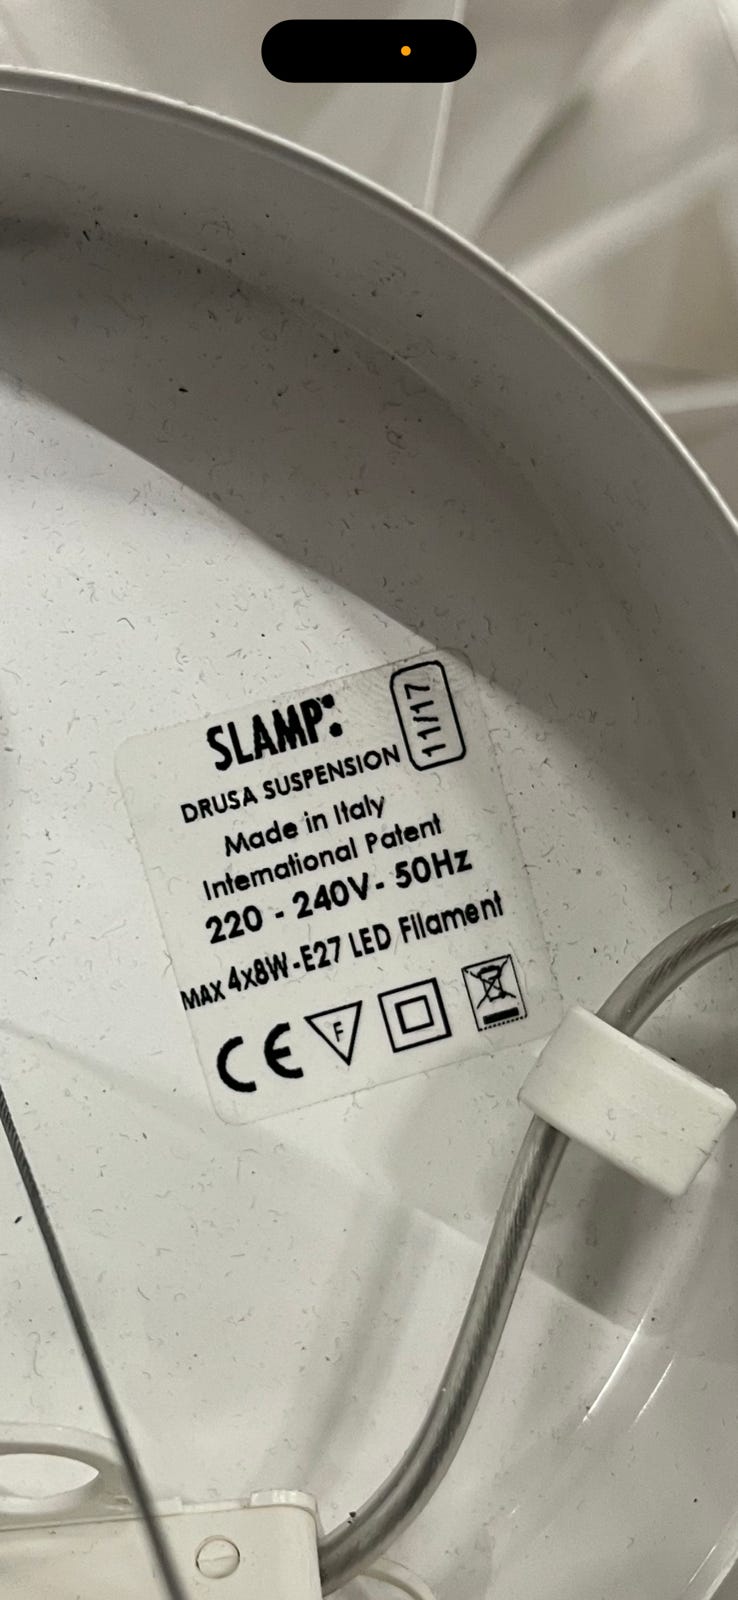 SLAMP:
11/17
DRUSA SUSPENSION
Made in Italy
International Patent
220 - 240V - 50Hz
MAX 4x8W-E27 LED Filament
CE F